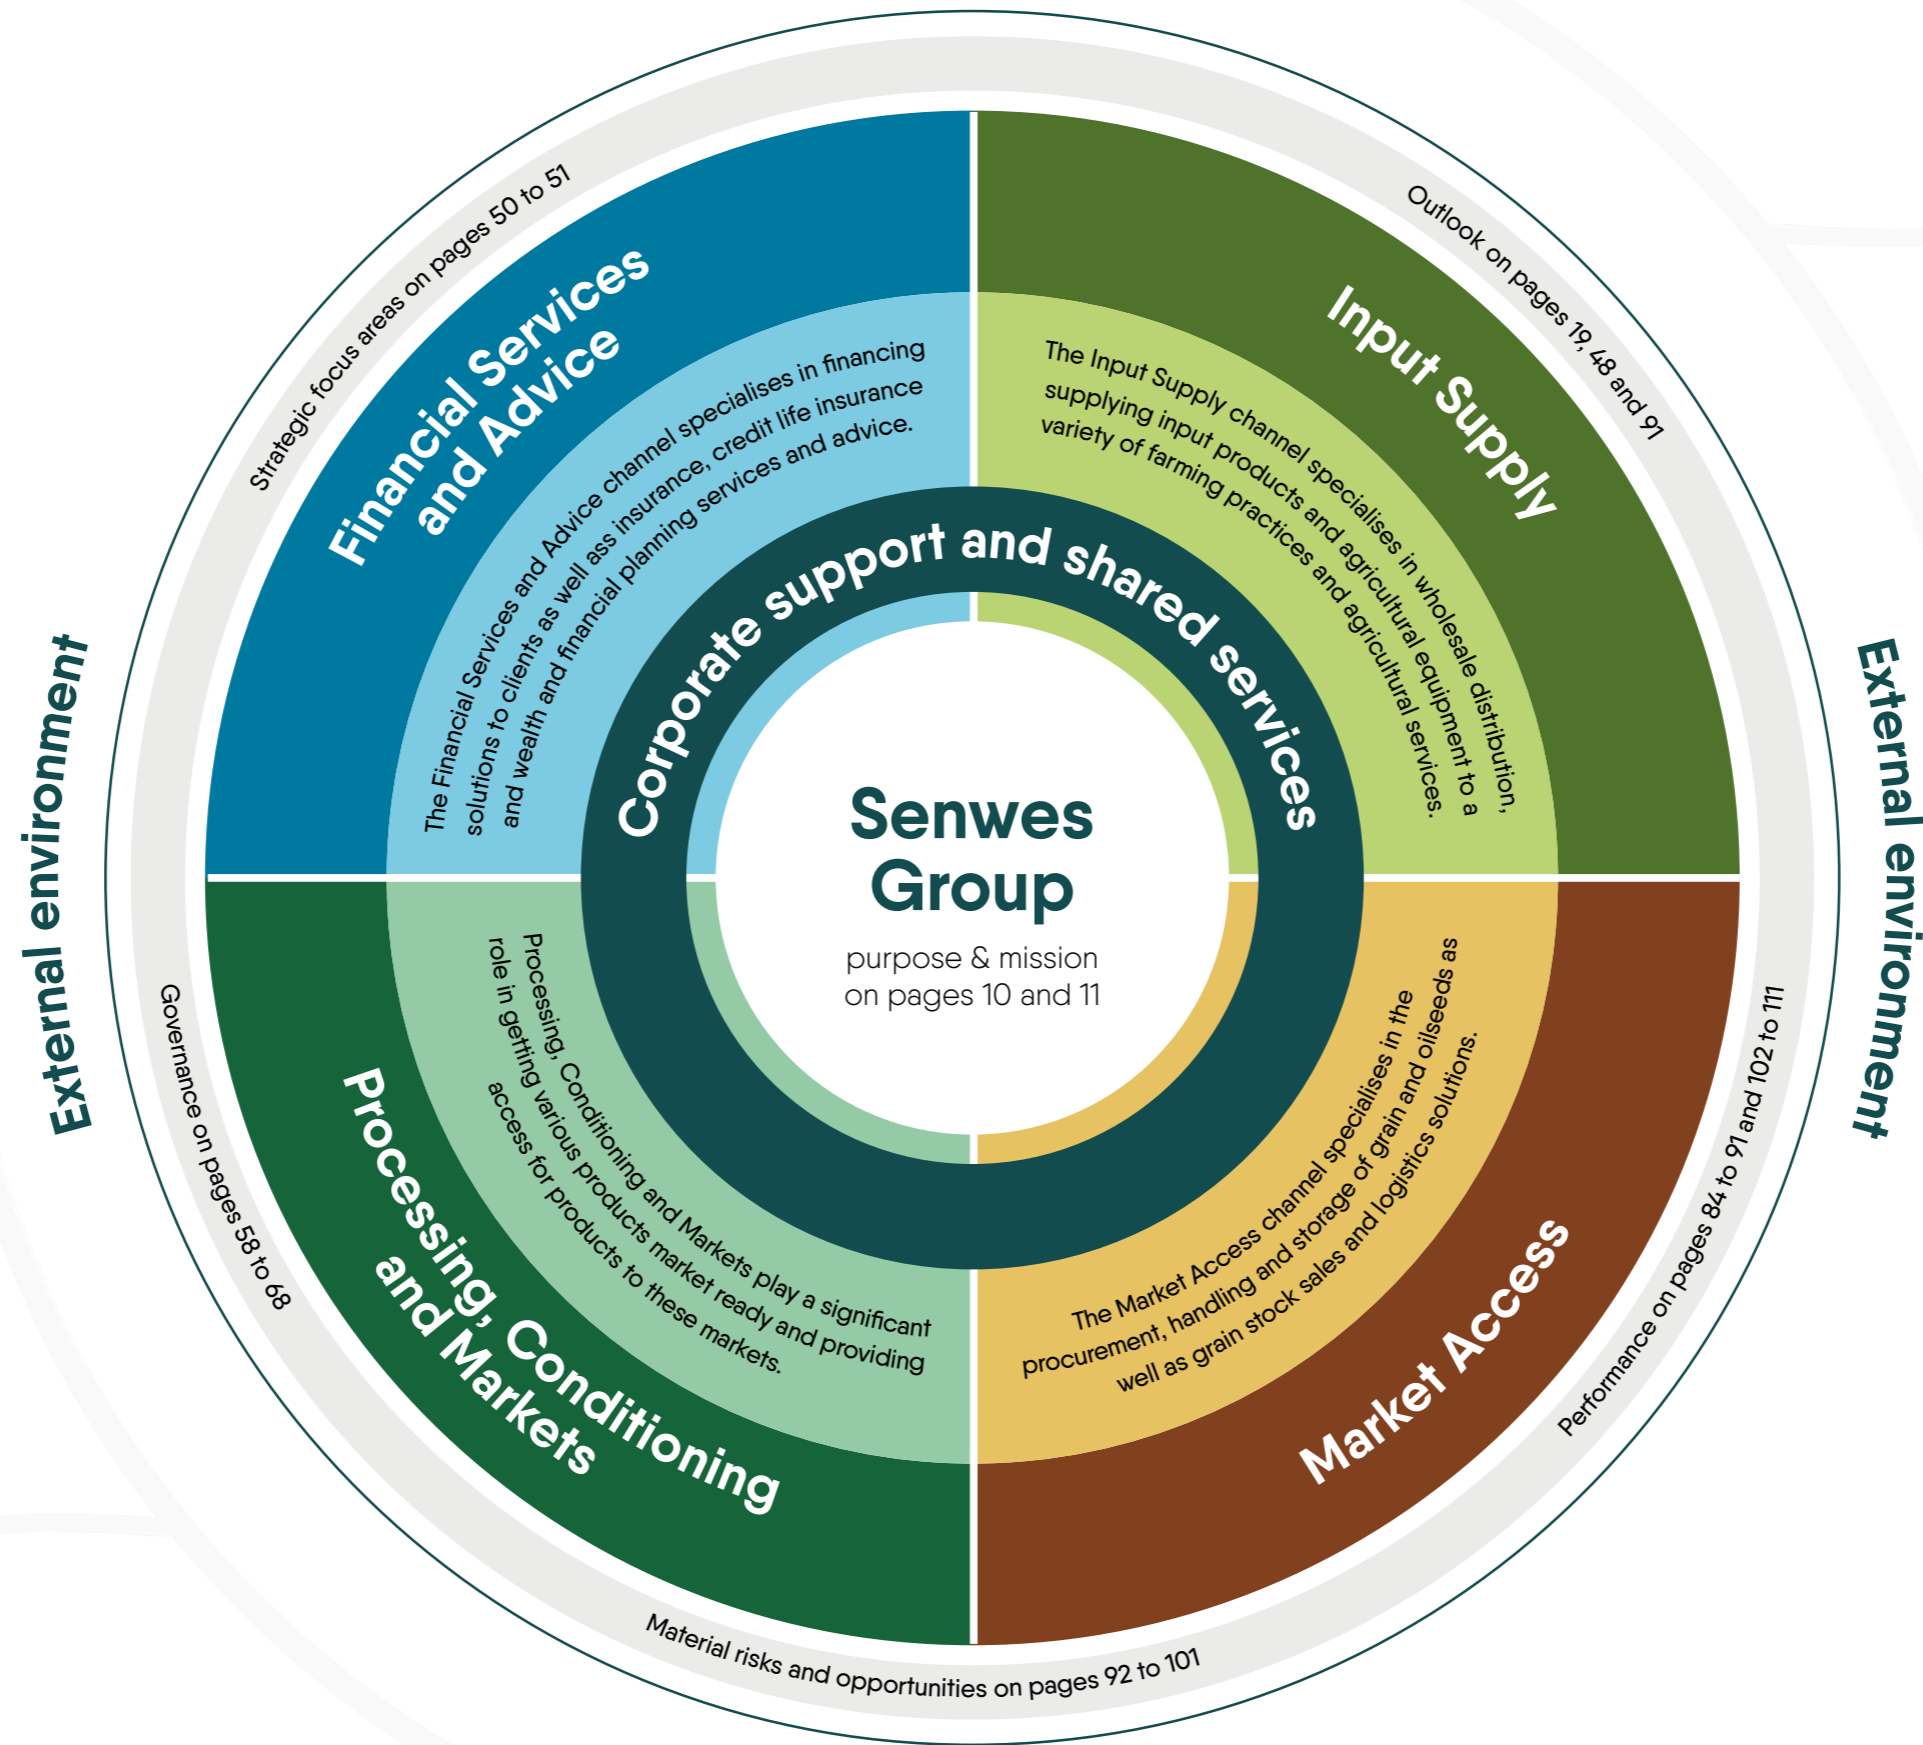 Strategic focus areas on pages 50 to 51
Outlook on pages 19, 48 and 91
Financial Services
and Advice
Input Supply
The Financial Services and Advice channel specialises in financing
solutions to clients as well ass insurance, credit life insurance
and wealth and financial planning services and advice.
The Input Supply channel specialises in wholesale distribution,
supplying input products and agricultural equipment to a
variety of farming practices and agricultural services.
Corporate support and shared services
External environment
External environment
Senwes
Group
purpose & mission
on pages 10 and 11
Processing, Conditioning and Markets play a significant
role in getting various products market ready and providing
access for products to these markets.
The Market Access channel specialises in the
procurement, handling and storage of grain and oilseeds as
well as grain stock sales and logistics solutions.
Processing, Conditioning
and Markets
Market Access
Governance on pages 58 to 68
Performance on pages 84 to 91 and 102 to 111
Material risks and opportunities on pages 92 to 101